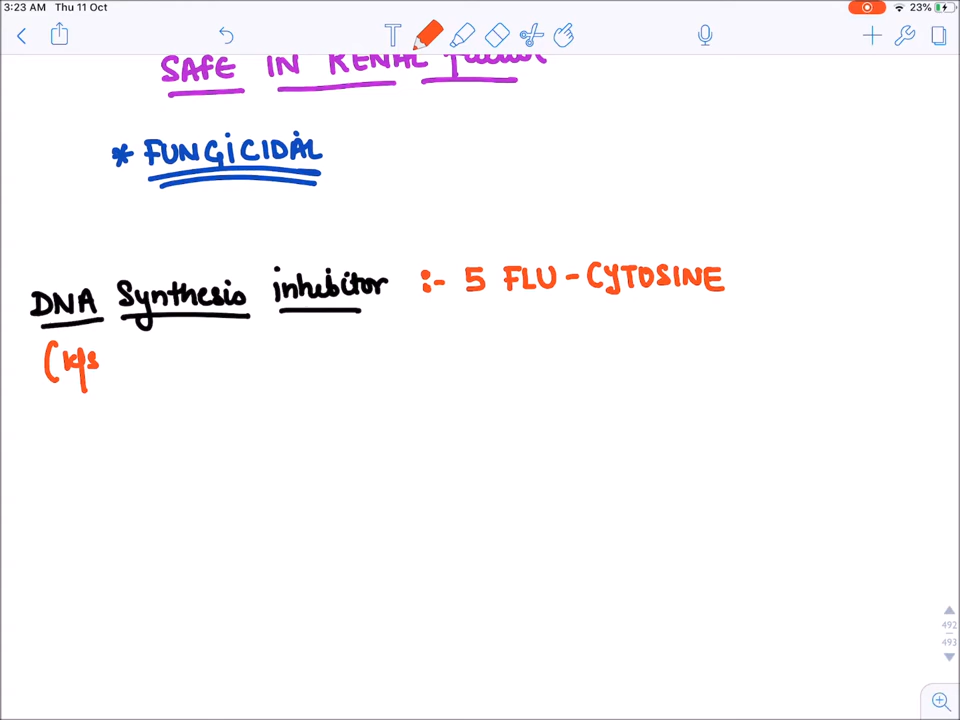 3:23 AM Thu 11 Oct
23%
T
SAFE IN RENAL failure
* FUNGICIDAL
DNA Synthesis inhibitor :- 5 FLU-CYTOSINE
(k/s
492
493